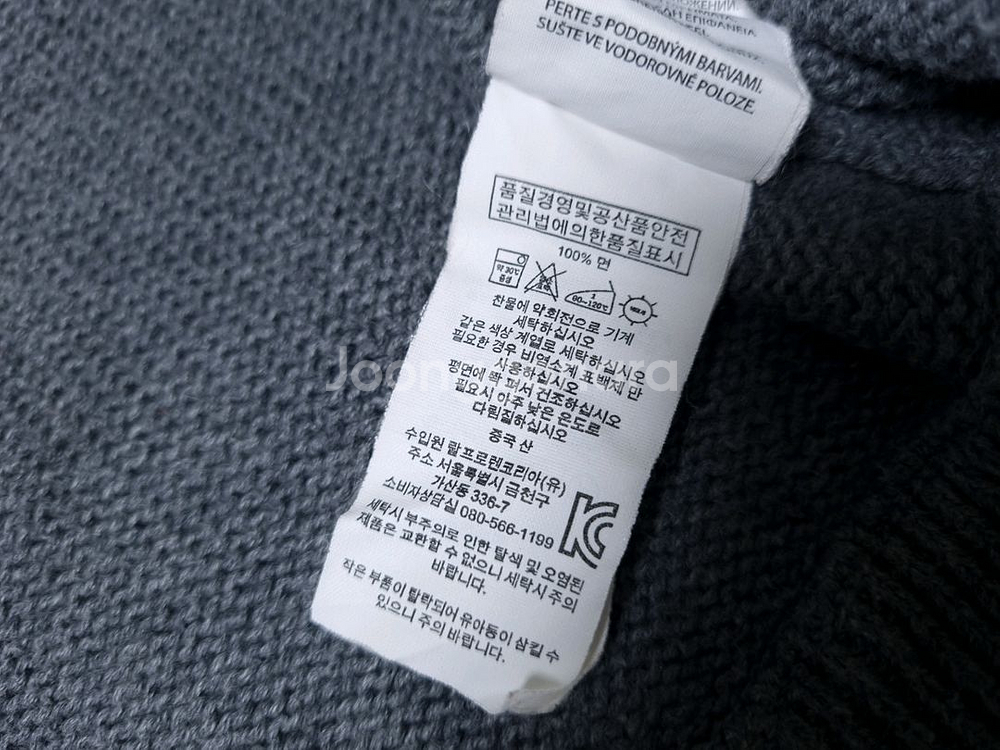 ΕΠΙΦΑΝΕΙΑ
PERTE S PODOBNÝMI BARVAMI.
SUŠTE VE VODOROVNÉ POLOZE.
품질경영및공산품안전
관리법에의한품질표시
100% 면
약 30℃
중성
80~120℃
찬물에 약회전으로 기계
세탁하십시오
같은 색상 계열로 세탁하십시오
필요한 경우 비염소계 표백제 만
사용하십시오
평면에 쫙 펴서 건조하십시오
필요시 아주 낮은 온도로
다림질하십시오
중국 산
수입원 랄프로렌코리아(유)
주소 서울특별시 금천구
가산동 336-7
소비자상담실 080-566-1199
세탁시 부주의로 인한 탈색 및 오염된
제품은 교환할 수 없으니 세탁시 주의
바랍니다.
작은 부품이 탈락되어 유아동이 삼킬 수
있으니 주의 바랍니다.